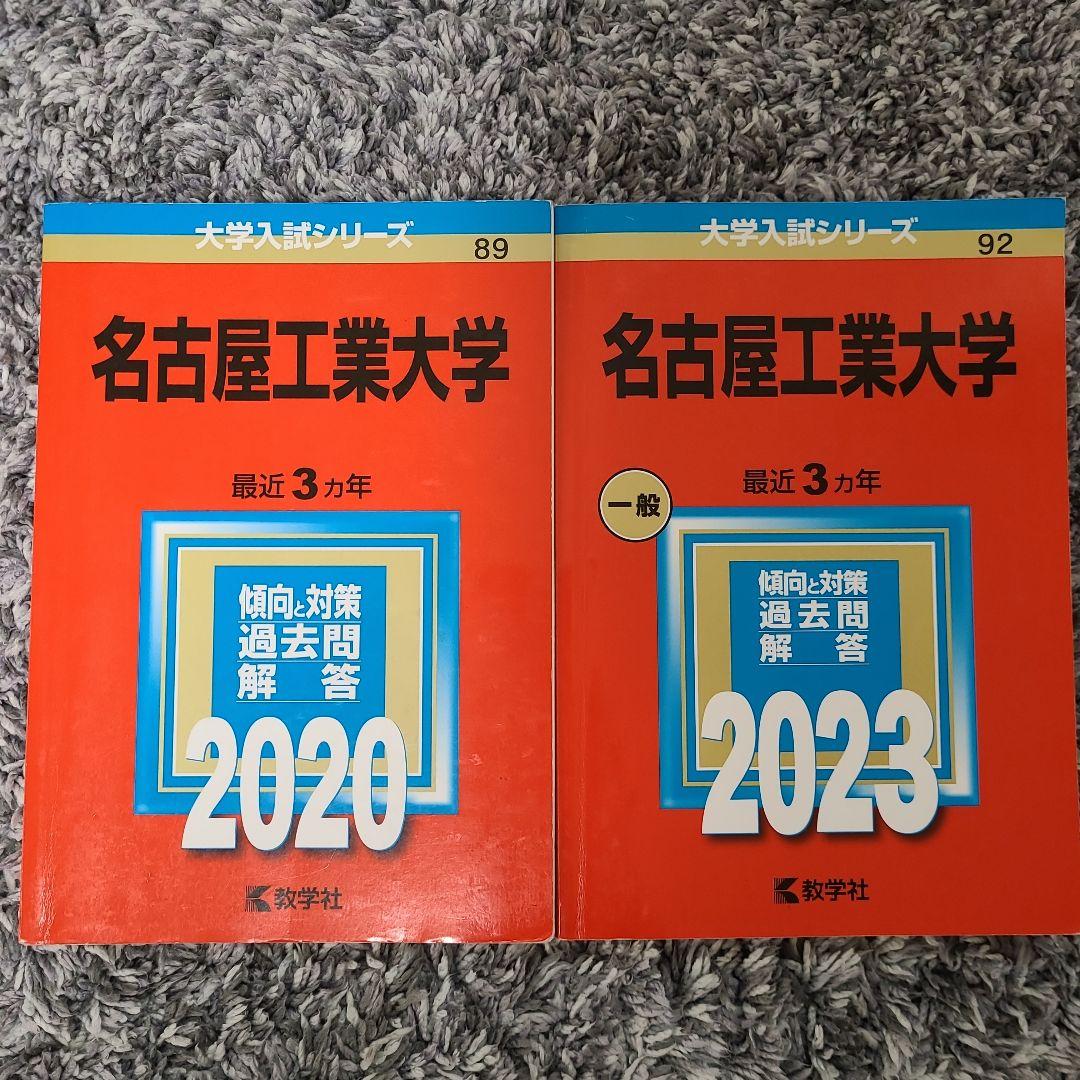 大学入試シリーズ
89
名古屋工業大学
最近3カ年
傾向と対策
過去問
解答
2020
教学社
大学入試シリーズ
92
名古屋工業大学
最近3カ年
一般
傾向と対策
過去問
解答
2023
教学社